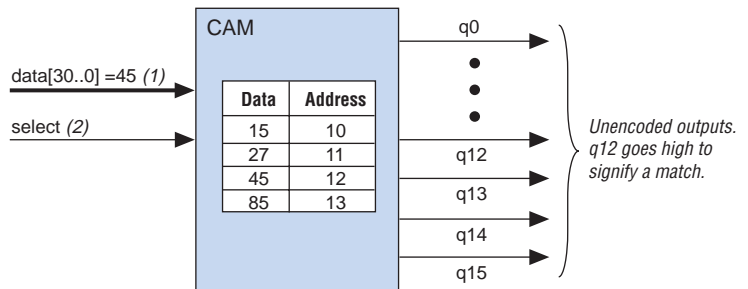 CAM
data[30..0] =45 (1)
select (2)
Data Address
15 10
27 11
45 12
85 13
q0
q12
q13
q14
q15
Unencoded outputs.
q12 goes high to
signify a match.